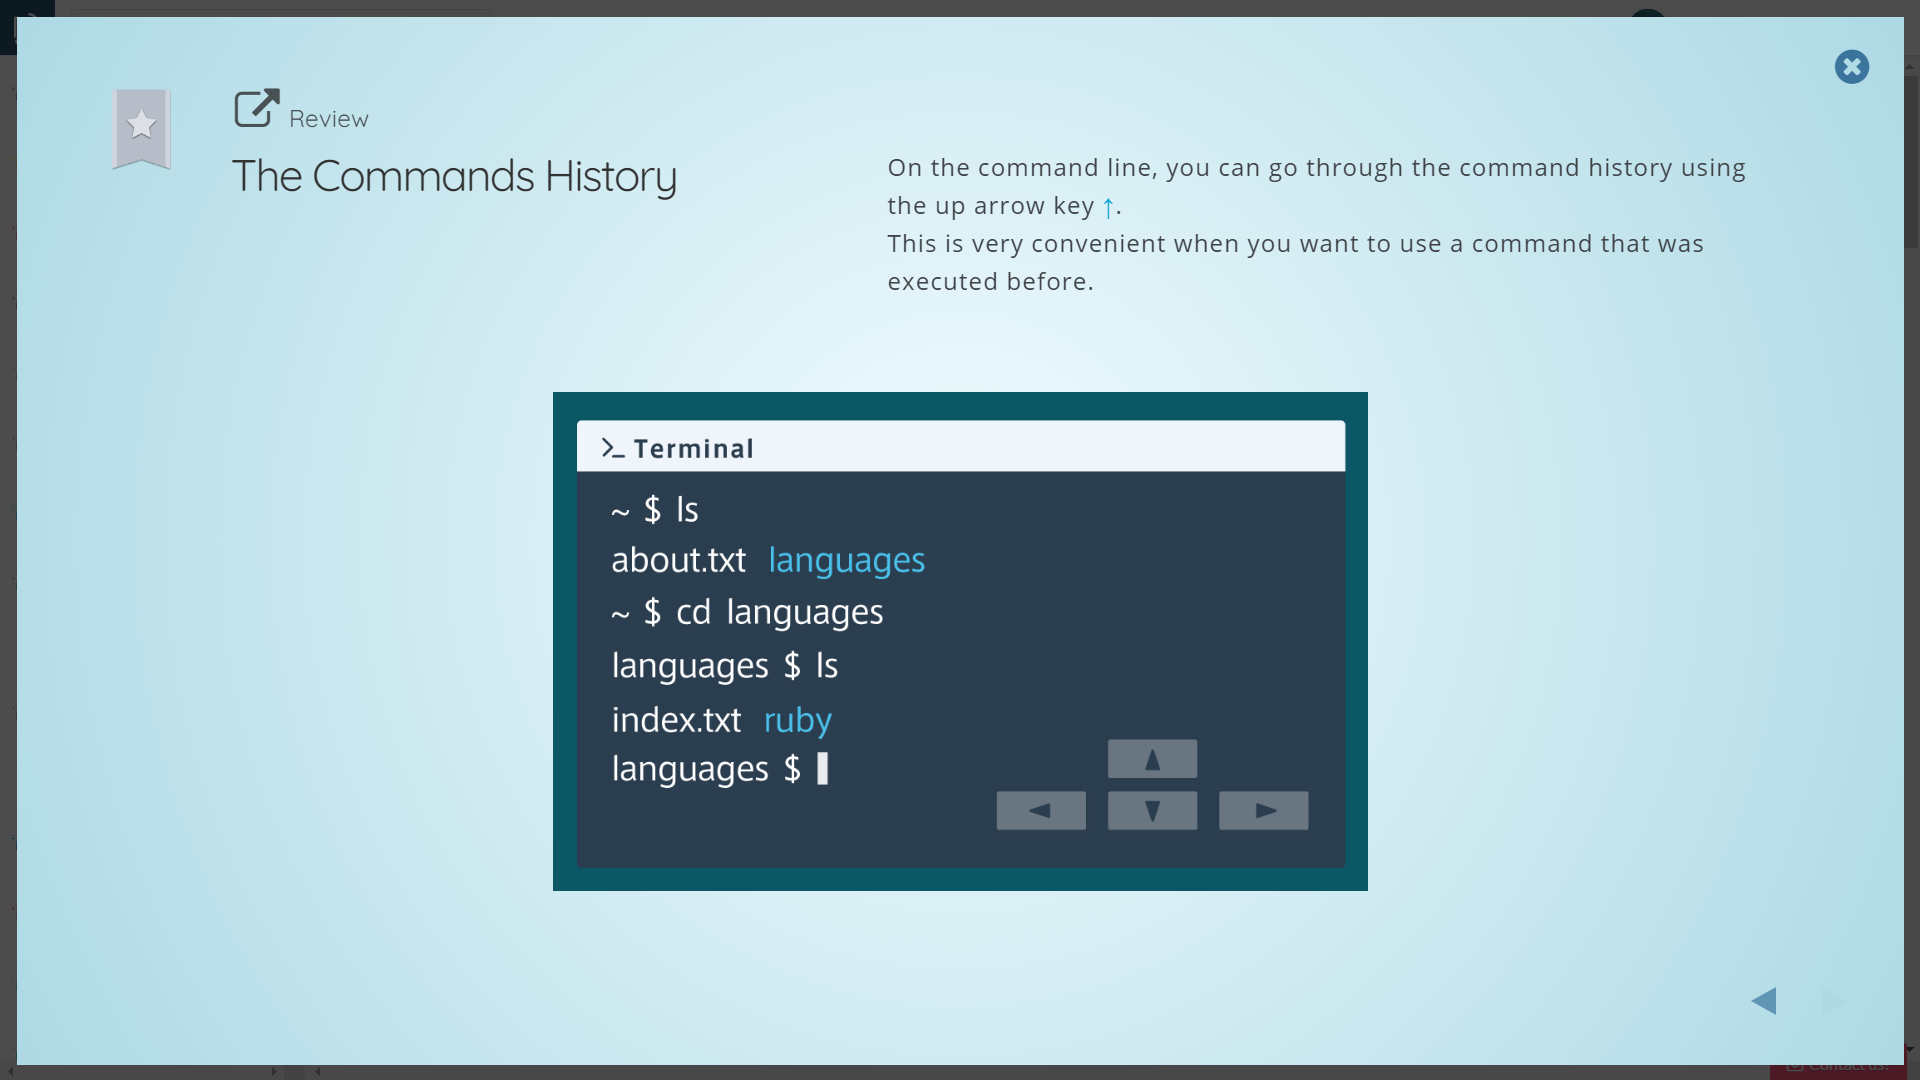 Review
The Commands History
On the command line, you can go through the command history using
the up arrow key ↑.
This is very convenient when you want to use a command that was
executed before.
>_ Terminal
~ $ ls
about.txt languages
~ $ cd languages
languages $ ls
index.txt ruby
languages $
Contact us!